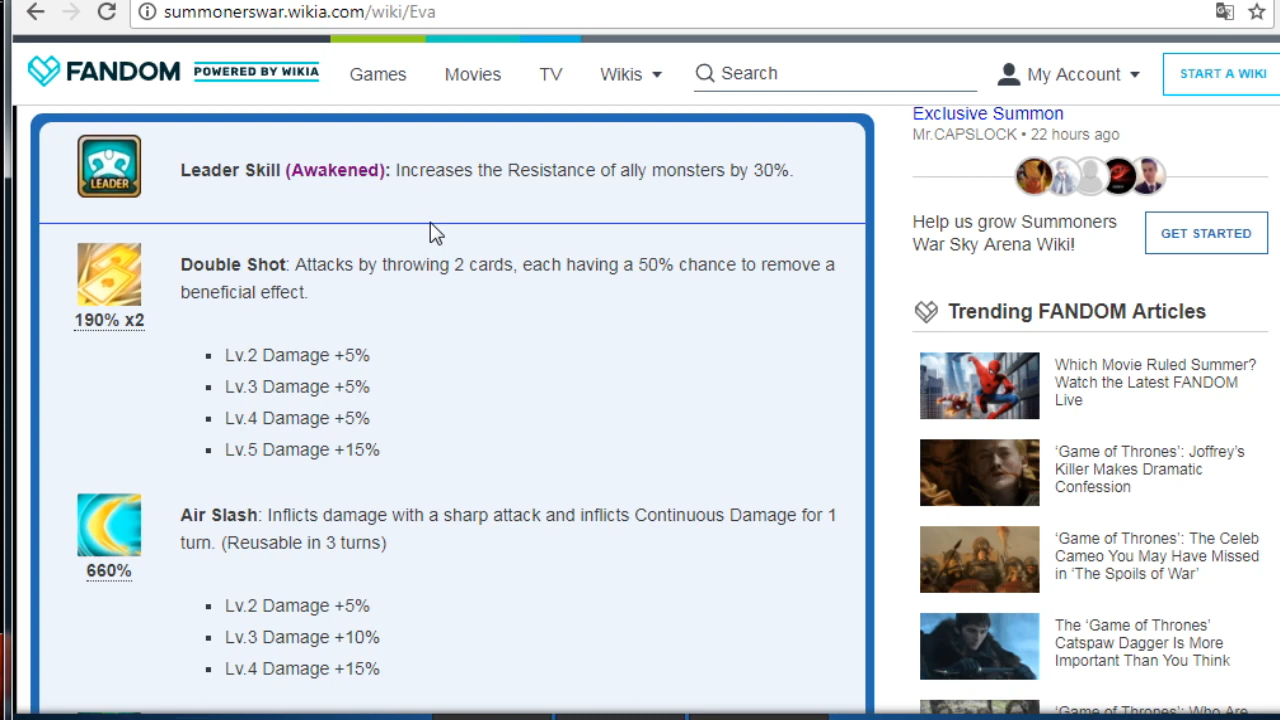 summonerswar.wikia.com/wiki/Eva
FANDOM POWERED BY WIKIA Games Movies TV Wikis Search My Account START A WIKI
LEADER
Leader Skill (Awakened): Increases the Resistance of ally monsters by 30%.
190% x2
Double Shot: Attacks by throwing 2 cards, each having a 50% chance to remove a
beneficial effect.
Lv.2 Damage +5%
Lv.3 Damage +5%
Lv.4 Damage +5%
Lv.5 Damage +15%
660%
Air Slash: Inflicts damage with a sharp attack and inflicts Continuous Damage for 1
turn. (Reusable in 3 turns)
Lv.2 Damage +5%
Lv.3 Damage +10%
Lv.4 Damage +15%
Exclusive Summon
Mr.CAPSLOCK • 22 hours ago
Help us grow Summoners
War Sky Arena Wiki!
GET STARTED
Trending FANDOM Articles
Which Movie Ruled Summer?
Watch the Latest FANDOM
Live
‘Game of Thrones’: Joffrey’s
Killer Makes Dramatic
Confession
‘Game of Thrones’: The Celeb
Cameo You May Have Missed
in ‘The Spoils of War’
The ‘Game of Thrones’
Catspaw Dagger Is More
Important Than You Think
‘Game of Thrones’: Who Are